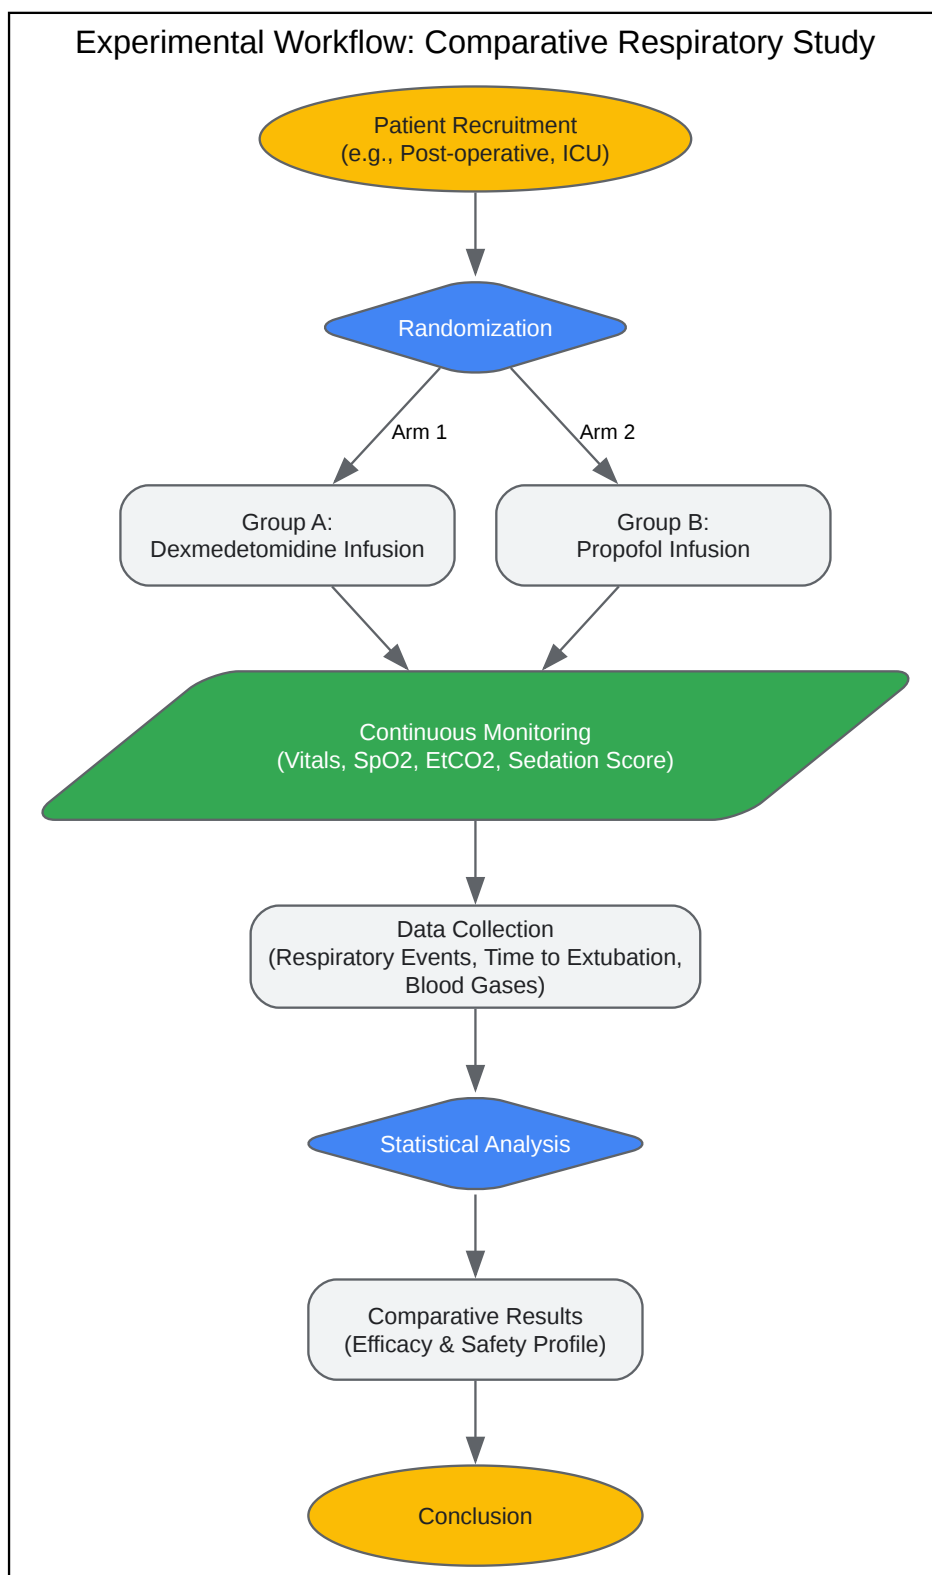 Experimental Workflow: Comparative Respiratory Study
Patient Recruitment
(e.g., Post-operative, ICU)
Randomization
Arm 1
Arm 2
Group A:
Dexmedetomidine Infusion
Group B:
Propofol Infusion
Continuous Monitoring
(Vitals, SpO2, EtCO2, Sedation Score)
Data Collection
(Respiratory Events, Time to Extubation,
Blood Gases)
Statistical Analysis
Comparative Results
(Efficacy & Safety Profile)
Conclusion